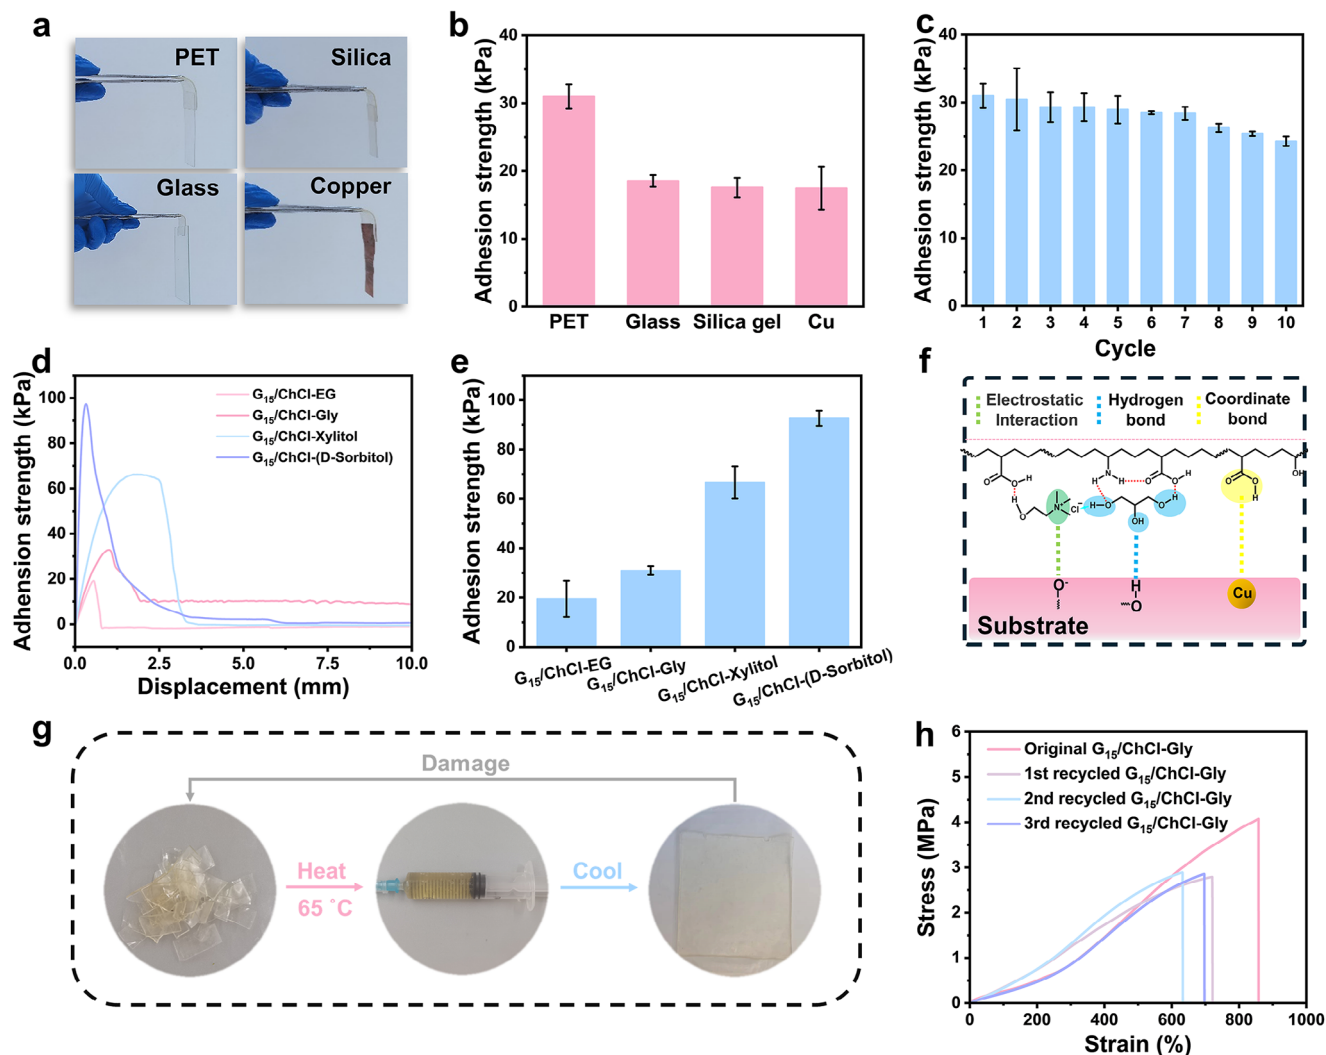 a
PET
Silica
Glass
Copper
b
Adhesion strength (kPa)
40
30
20
10
0
PET
Glass
Silica gel
Cu
c
Adhesion strength (kPa)
40
30
20
10
0
1 2 3 4 5 6 7 8 9 10
Cycle
d
Adhension strength (kPa)
100
80
60
40
20
0
G15/ChCl-EG
G15/ChCl-Gly
G15/ChCl-Xylitol
G15/ChCl-(D-Sorbitol)
0.0 2.5 5.0 7.5 10.0
Displacement (mm)
e
Adhesion strength (kPa)
100
80
60
40
20
0
G15/ChCl-EG
G15/ChCl-Gly
G15/ChCl-Xylitol
G15/ChCl-(D-Sorbitol)
f
Electrostatic Interaction
Hydrogen bond
Coordinate bond
O O H H N H O O H O O H OH
H O N+ Cl- H O OH O H
O- H O Cu
Substrate
g
Damage
Heat
65 °C
Cool
h
Stress (MPa)
6
5
4
3
2
1
0
Original G15/ChCl-Gly
1st recycled G15/ChCl-Gly
2nd recycled G15/ChCl-Gly
3rd recycled G15/ChCl-Gly
0 200 400 600 800 1000
Strain (%)